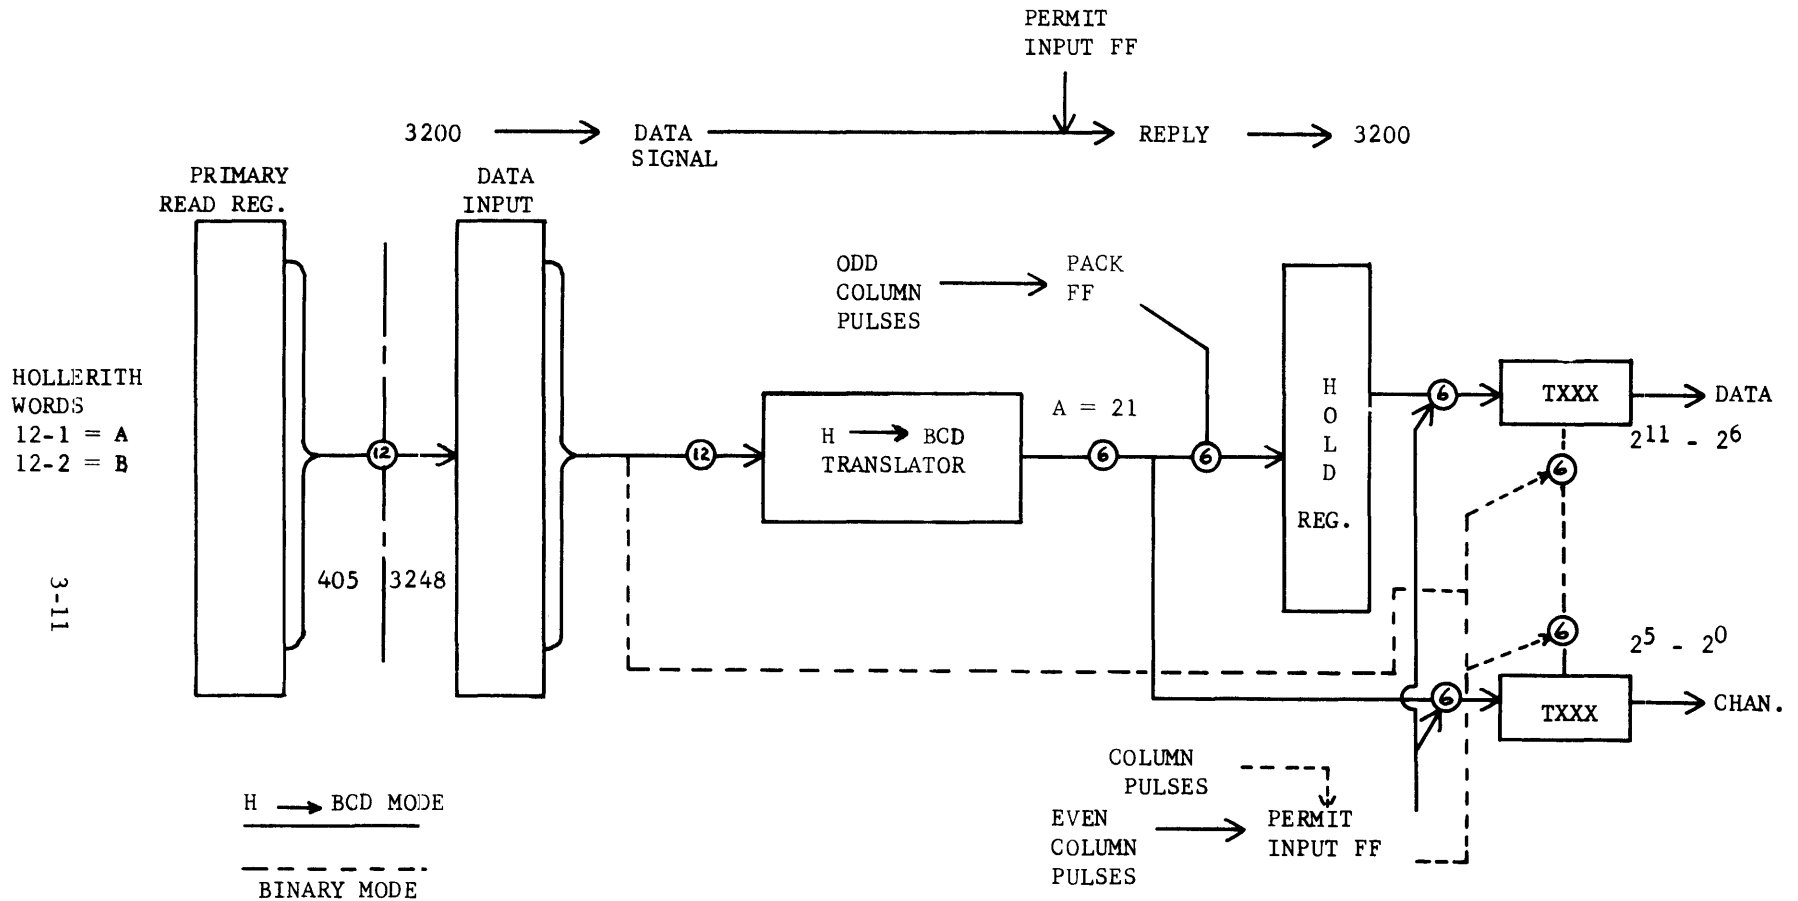 PERMIT
INPUT FF
3200
DATA
SIGNAL
REPLY
3200
PRIMARY
READ REG.
DATA
INPUT
ODD
COLUMN
PULSES
PACK
FF
HOLLERITH
WORDS
12-1 = A
12-2 = B
12
405
3248
12
H → BCD
TRANSLATOR
A = 21
6
6
HOLD
REG.
6
TXXX
DATA
2¹¹ - 2⁶
6
6
2⁵ - 2⁰
6
TXXX
CHAN.
3-11
COLUMN
PULSES
EVEN
COLUMN
PULSES
PERMIT
INPUT FF
H → BCD MODE
BINARY MODE